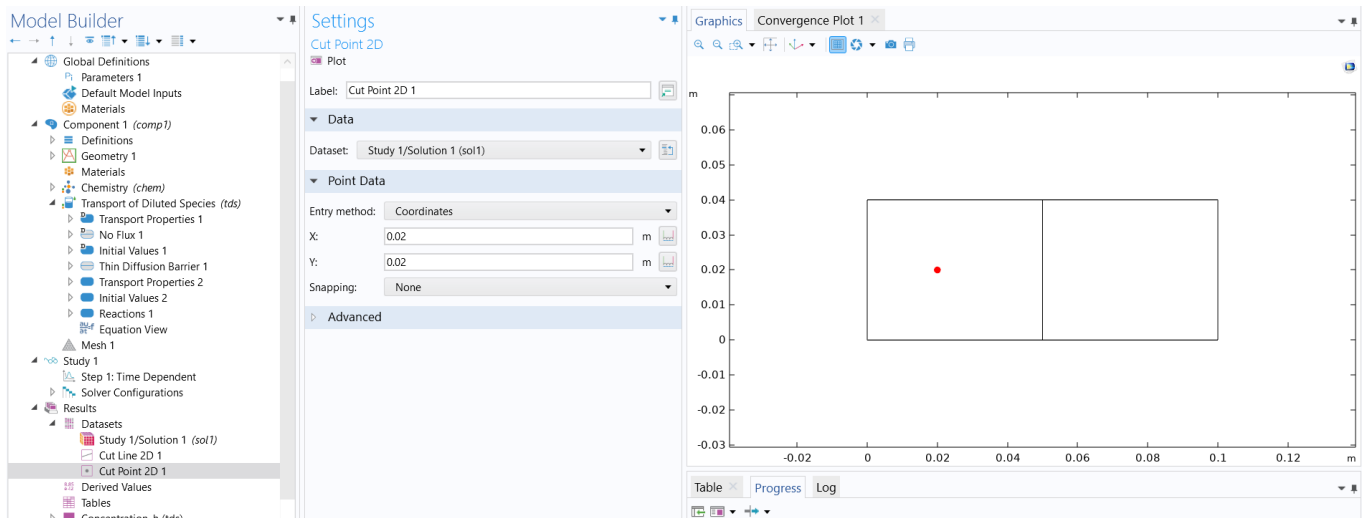 Model Builder
Global Definitions
Pi Parameters 1
Default Model Inputs
Materials
Component 1 (comp1)
Definitions
Geometry 1
Materials
Chemistry (chem)
Transport of Diluted Species (tds)
D Transport Properties 1
D No Flux 1
D Initial Values 1
Thin Diffusion Barrier 1
Transport Properties 2
Initial Values 2
Reactions 1
Equation View
Mesh 1
Study 1
Step 1: Time Dependent
Solver Configurations
Results
Datasets
Study 1/Solution 1 (sol1)
Cut Line 2D 1
Cut Point 2D 1
Derived Values
Tables
Concentration, b (tds)
Settings
Cut Point 2D
Plot
Label: Cut Point 2D 1
Data
Dataset: Study 1/Solution 1 (sol1)
Point Data
Entry method: Coordinates
X: 0.02 m
Y: 0.02 m
Snapping: None
Advanced
Graphics Convergence Plot 1
m
0.06
0.05
0.04
0.03
0.02
0.01
0
-0.01
-0.02
-0.03
-0.02 0 0.02 0.04 0.06 0.08 0.1 0.12 m
Table Progress Log